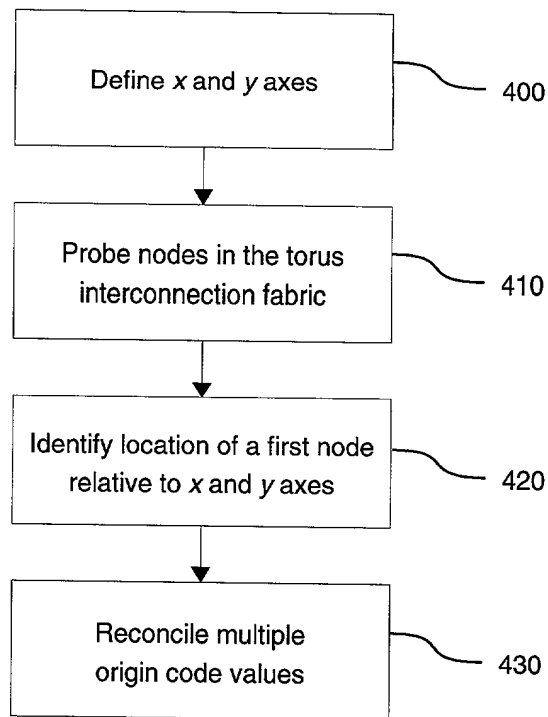 Define x and y axes
400
Probe nodes in the torus
interconnection fabric
410
Identify location of a first node
relative to x and y axes
420
Reconcile multiple
origin code values
430